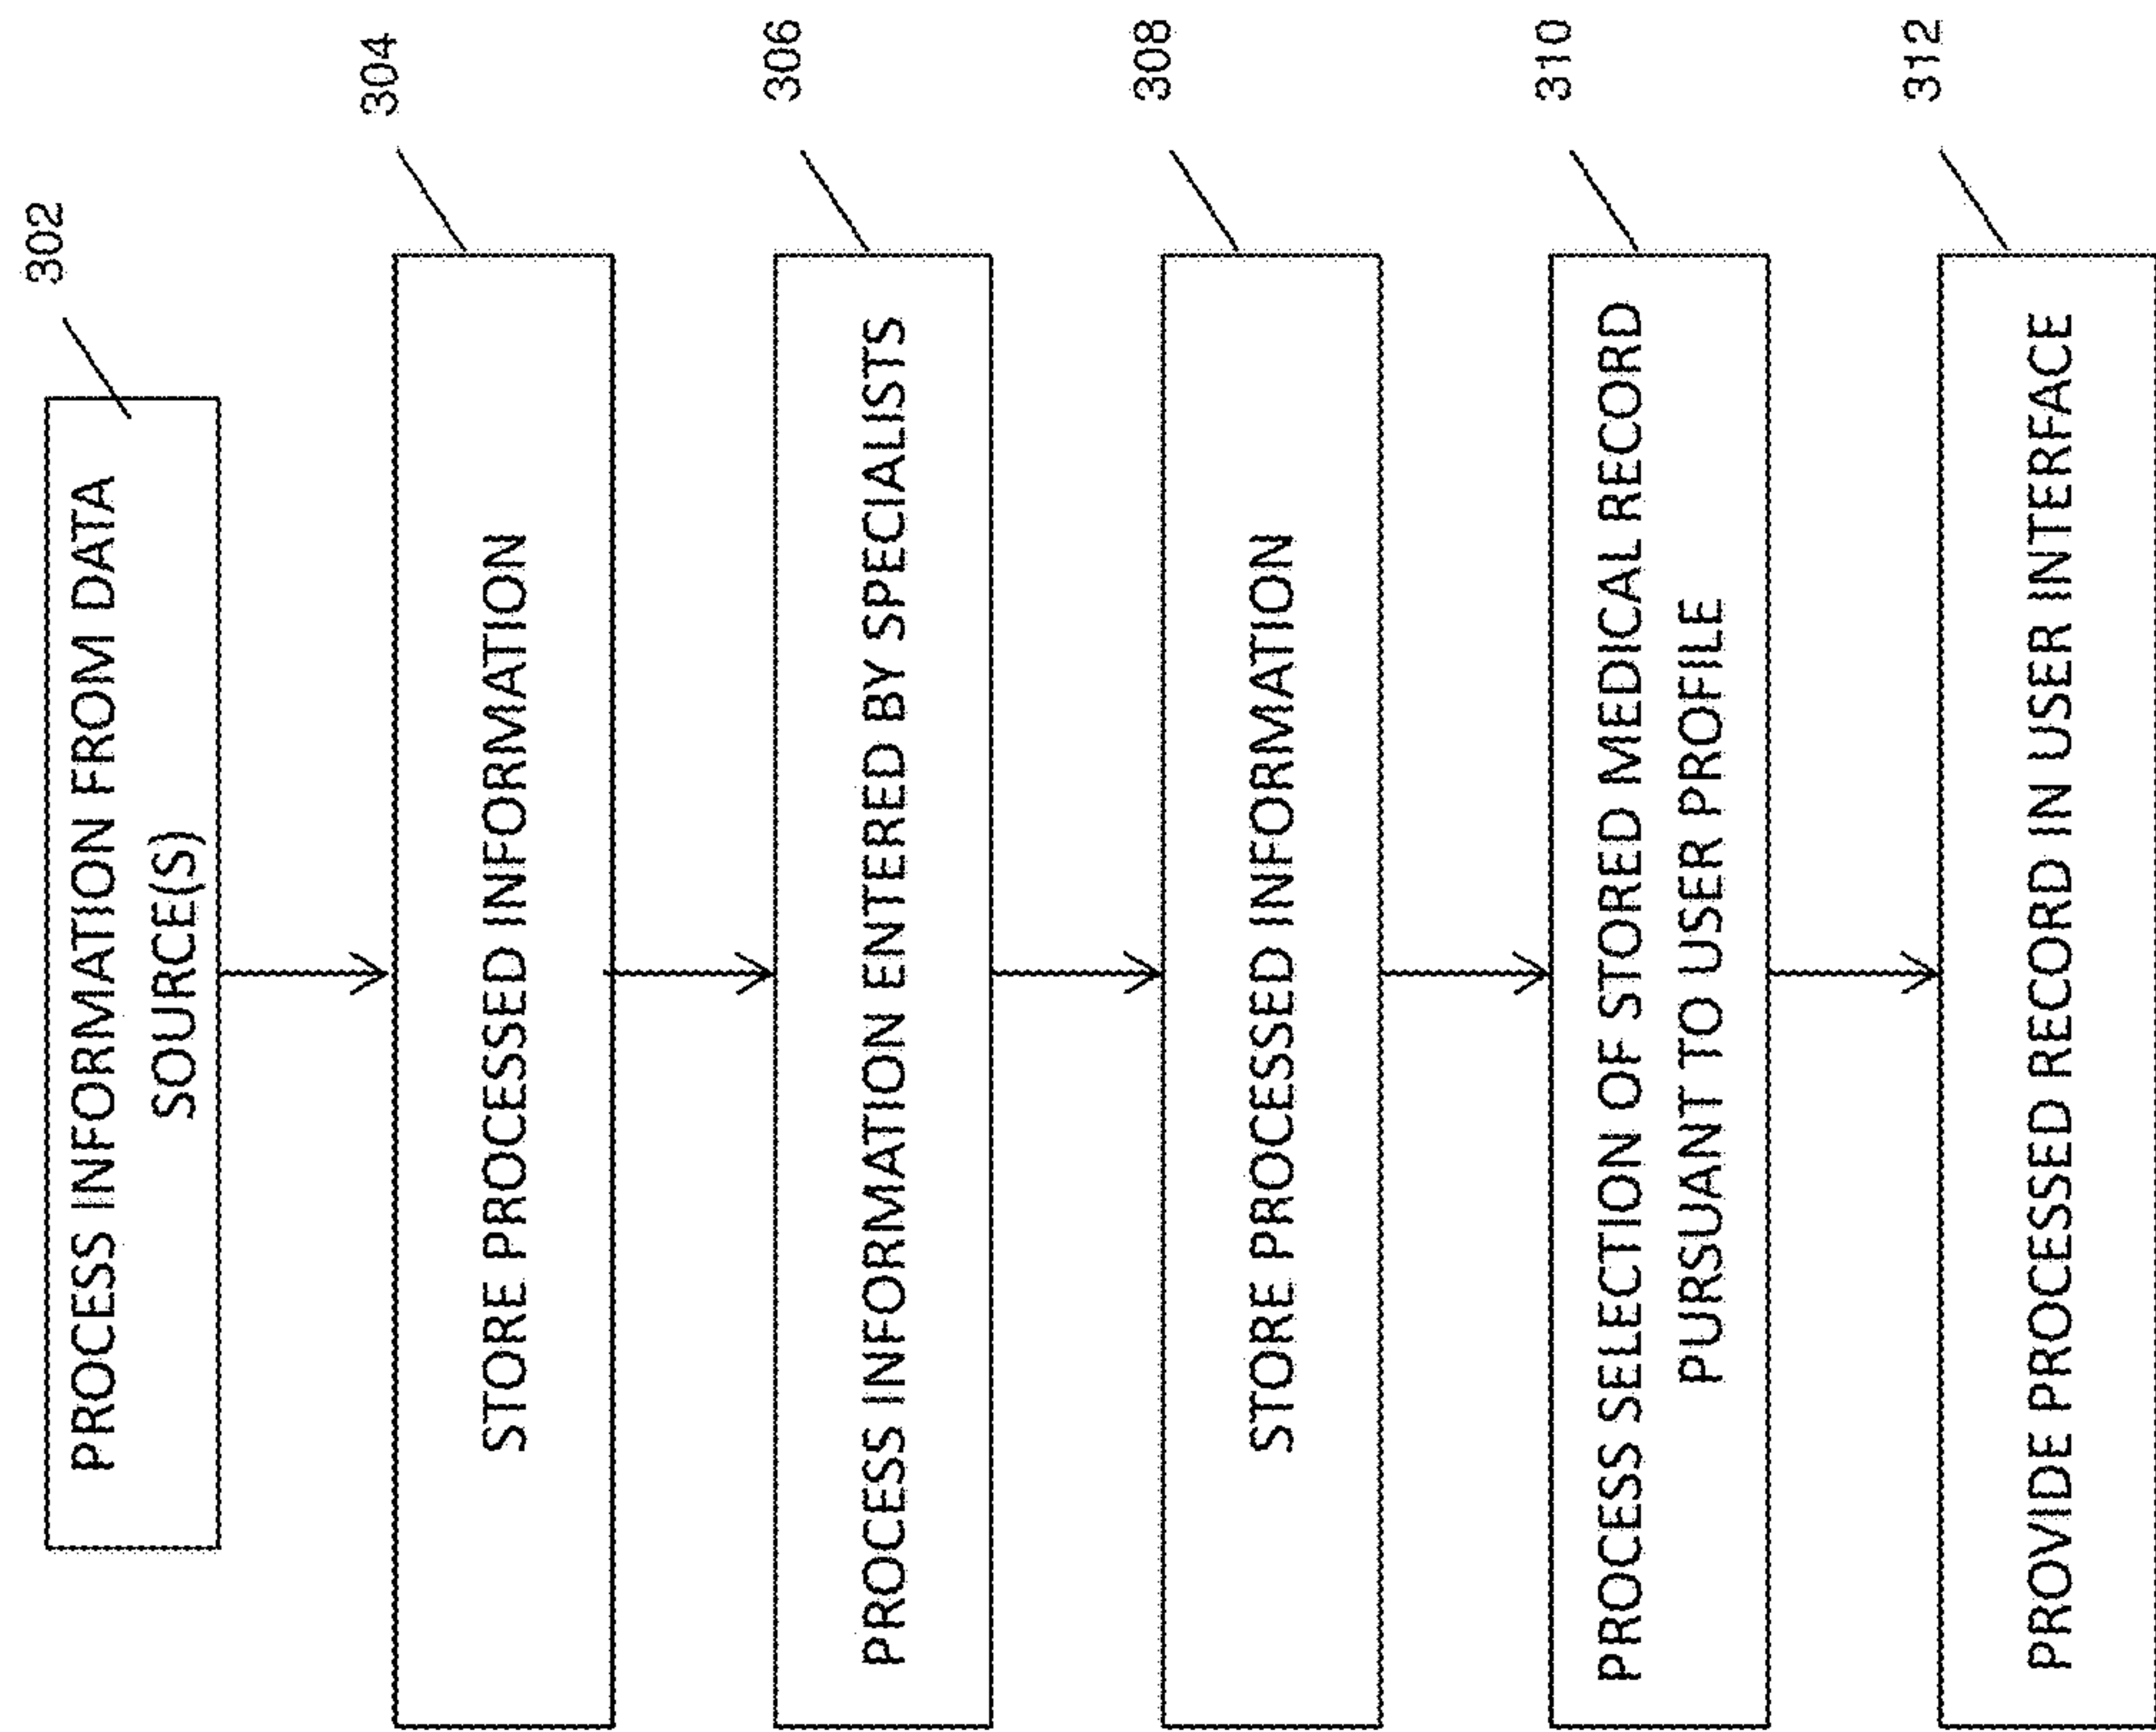 302
PROCESS INFORMATION FROM DATA
SOURCE(S)
304
STORE PROCESSED INFORMATION
306
PROCESS INFORMATION ENTERED BY SPECIALISTS
308
STORE PROCESSED INFORMATION
310
PROCESS SELECTION OF STORED MEDICAL RECORD
PURSUANT TO USER PROFILE
312
PROVIDE PROCESSED RECORD IN USER INTERFACE